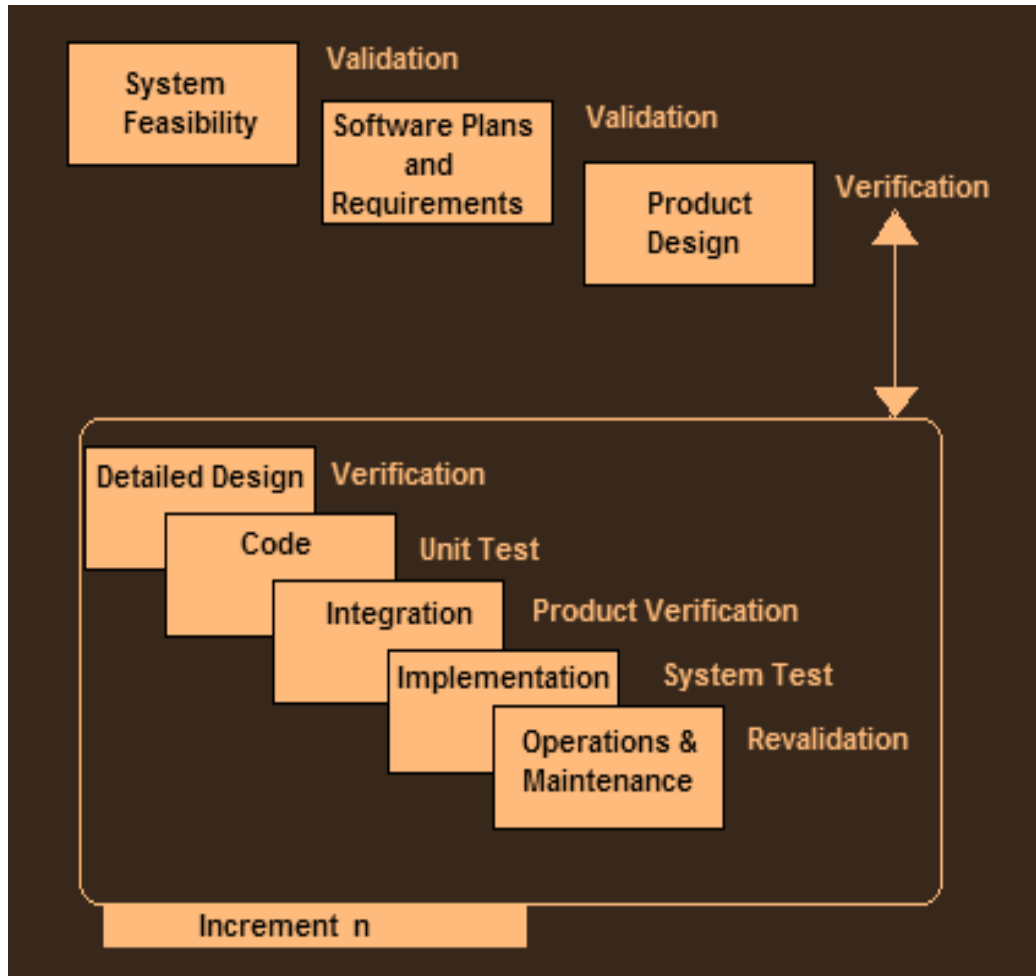 System
Feasibility
Validation
Software Plans
and
Requirements
Validation
Product
Design
Verification
Detailed Design
Verification
Code
Unit Test
Integration
Product Verification
Implementation
System Test
Operations &
Maintenance
Revalidation
Increment n